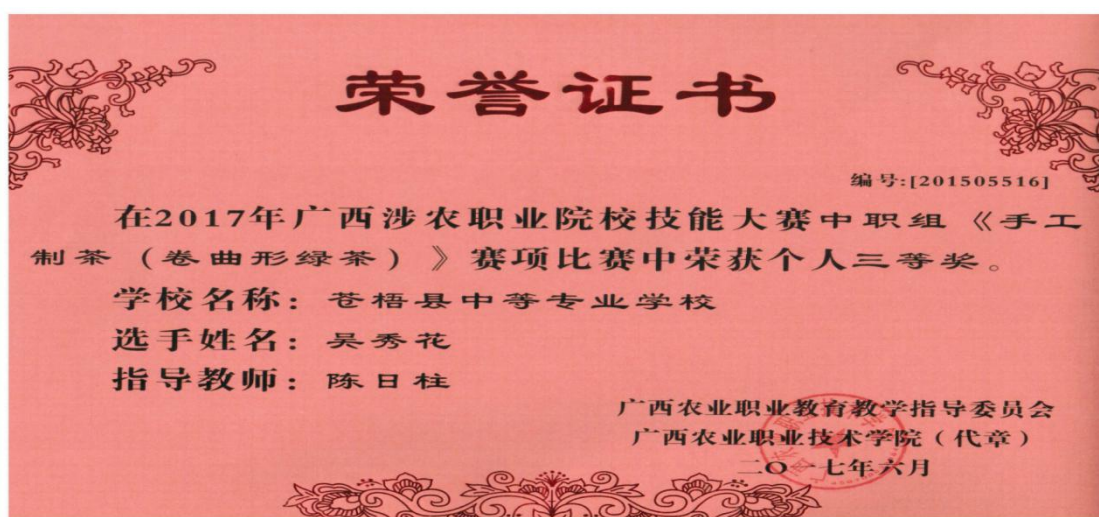 荣誉证书
编号:[201505516]
在2017年广西涉农职业院校技能大赛中职组《手工
制茶(卷曲形绿茶)》赛项比赛中荣获个人三等奖。
学校名称:苍梧县中等专业学校
选手姓名:吴秀花
指导教师:陈日柱
广西农业职业教育教学指导委员会
广西农业职业技术学院(代章)
二〇一七年六月